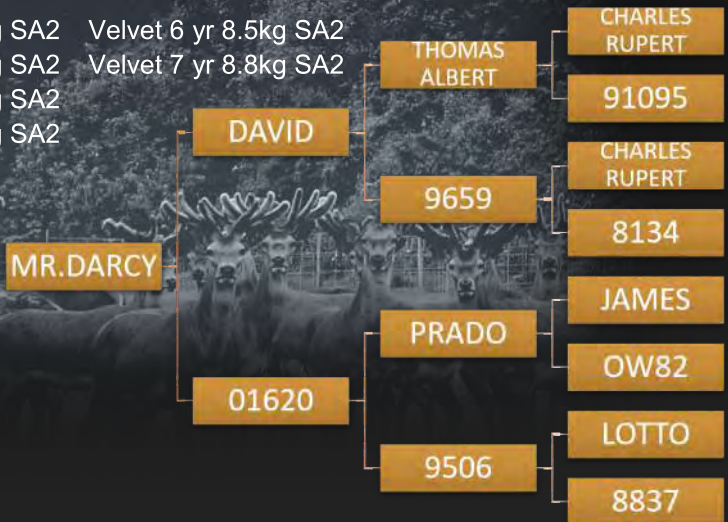 g SA2 Velvet 6 yr 8.5kg SA2
g SA2 Velvet 7 yr 8.8kg SA2
g SA2
g SA2
MR.DARCY
DAVID
01620
THOMAS
ALBERT
9659
PRADO
9506
CHARLES
RUPERT
91095
CHARLES
RUPERT
8134
JAMES
OW82
LOTTO
8837